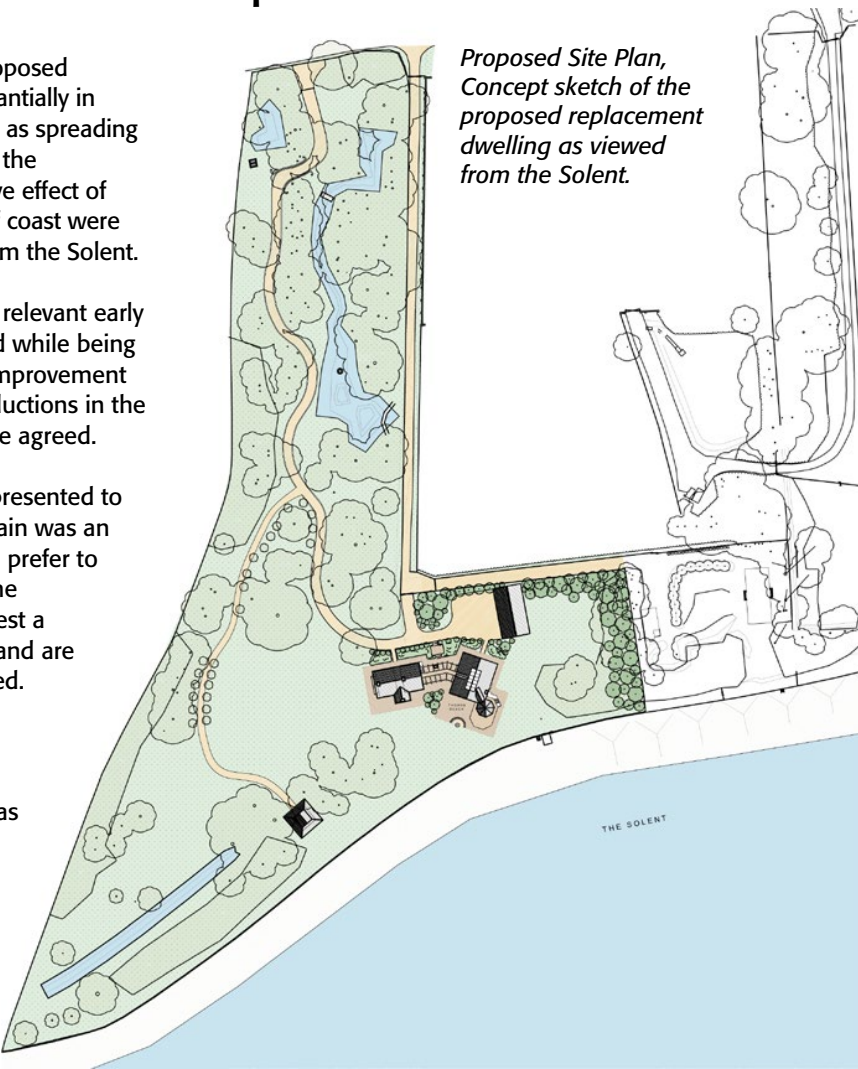 oposed
antially in
as spreading
the
ve effect of
coast were
m the Solent.
relevant early
d while being
mprovement
ductions in the
e agreed.
presented to
ain was an
prefer to
ne
est a
and are
ed.
as
Proposed Site Plan,
Concept sketch of the
proposed replacement
dwelling as viewed
from the Solent.
THE SOLENT